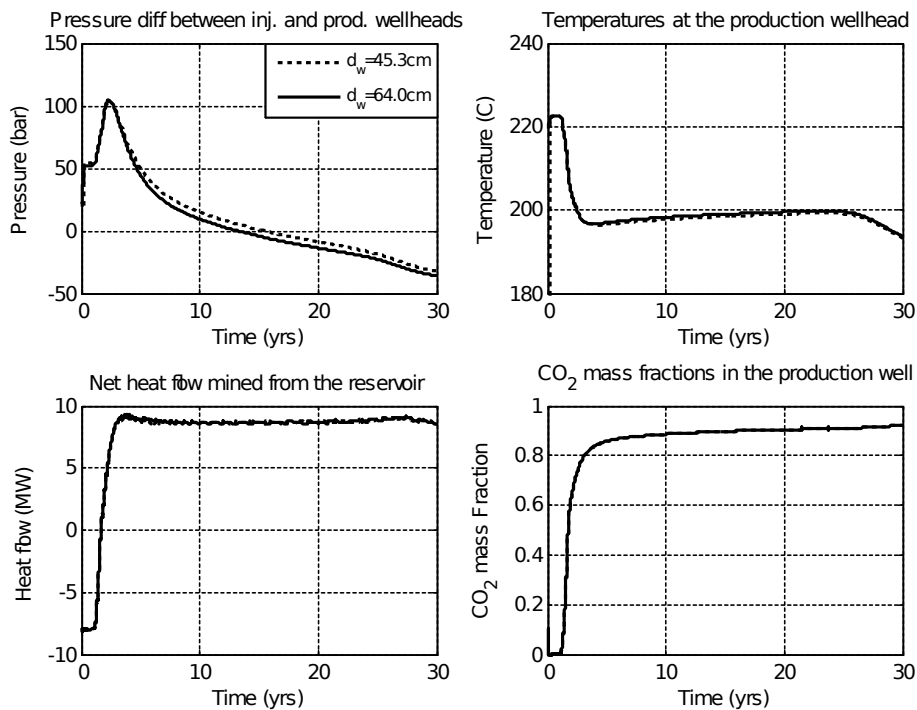 Pressure diff between inj. and prod. wellheads
150
100
50
0
-50
0
10
20
30
Pressure (bar)
Time (yrs)
d_w=45.3cm
d_w=64.0cm
Temperatures at the production wellhead
240
220
200
180
0
10
20
30
Temperature (C)
Time (yrs)
Net heat flow mined from the reservoir
10
5
0
-5
-10
0
10
20
30
Heat flow (MW)
Time (yrs)
CO2 mass fractions in the production well
1
0.8
0.6
0.4
0.2
0
0
10
20
30
CO2 mass Fraction
Time (yrs)